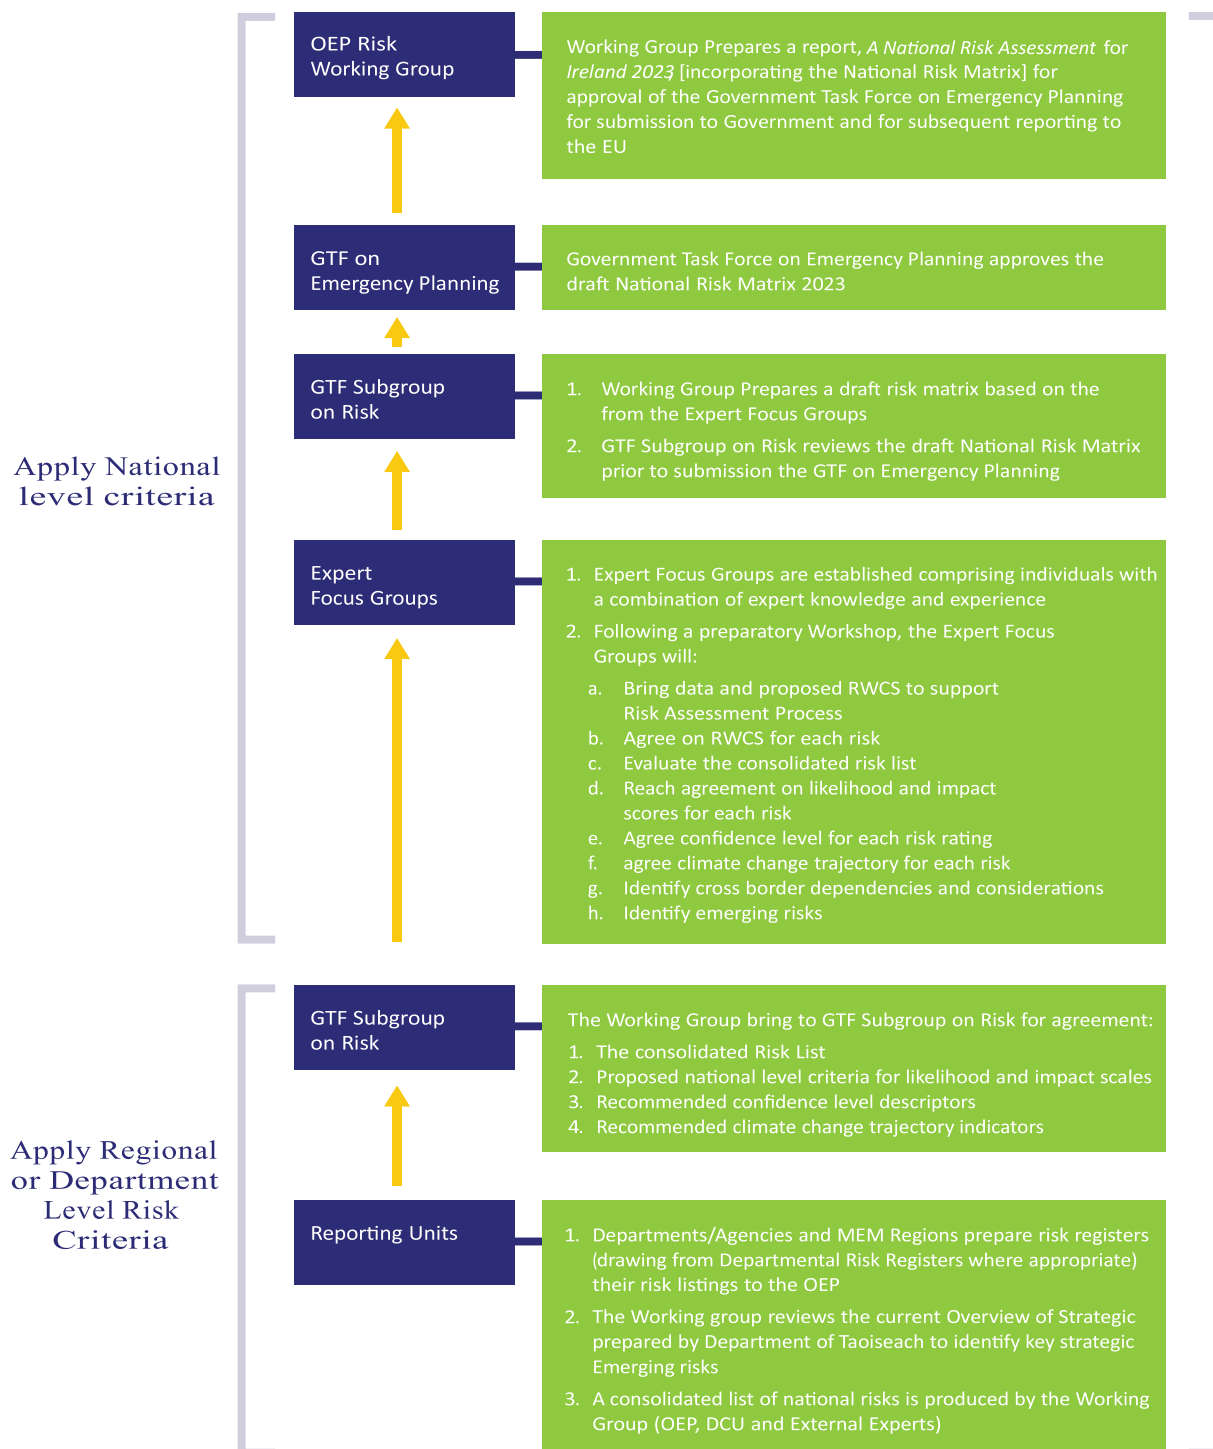 OEP Risk
Working Group
Working Group Prepares a report, A National Risk Assessment for
Ireland 2023 [incorporating the National Risk Matrix] for
approval of the Government Task Force on Emergency Planning
for submission to Government and for subsequent reporting to
the EU
GTF on
Emergency Planning
Government Task Force on Emergency Planning approves the
draft National Risk Matrix 2023
GTF Subgroup
on Risk
1. Working Group Prepares a draft risk matrix based on the
from the Expert Focus Groups
2. GTF Subgroup on Risk reviews the draft National Risk Matrix
prior to submission the GTF on Emergency Planning
Apply National
level criteria
Expert
Focus Groups
1. Expert Focus Groups are established comprising individuals with
a combination of expert knowledge and experience
2. Following a preparatory Workshop, the Expert Focus
Groups will:
a. Bring data and proposed RWCS to support
Risk Assessment Process
b. Agree on RWCS for each risk
c. Evaluate the consolidated risk list
d. Reach agreement on likelihood and impact
scores for each risk
e. Agree confidence level for each risk rating
f. agree climate change trajectory for each risk
g. Identify cross border dependencies and considerations
h. Identify emerging risks
GTF Subgroup
on Risk
The Working Group bring to GTF Subgroup on Risk for agreement:
1. The consolidated Risk List
2. Proposed national level criteria for likelihood and impact scales
3. Recommended confidence level descriptors
4. Recommended climate change trajectory indicators
Apply Regional
or Department
Level Risk
Criteria
Reporting Units
1. Departments/Agencies and MEM Regions prepare risk registers
(drawing from Departmental Risk Registers where appropriate)
their risk listings to the OEP
2. The Working group reviews the current Overview of Strategic
prepared by Department of Taoiseach to identify key strategic
Emerging risks
3. A consolidated list of national risks is produced by the Working
Group (OEP, DCU and External Experts)